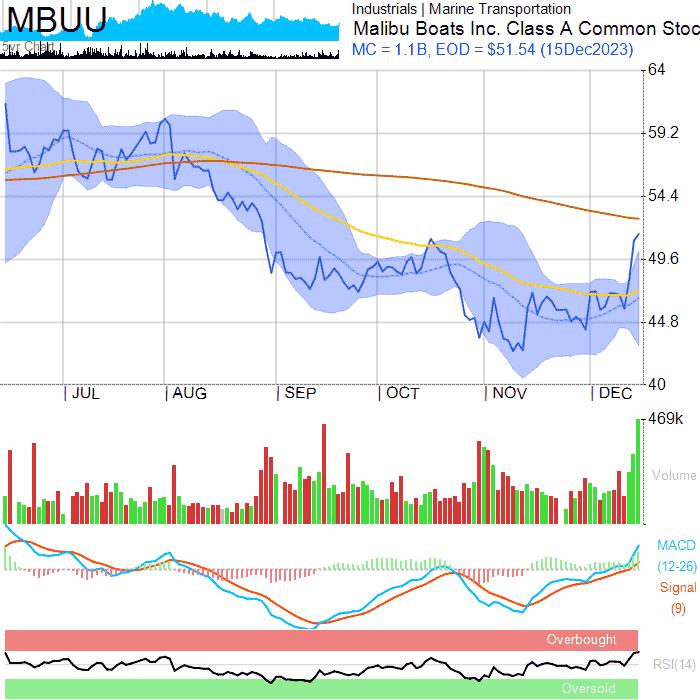 MBUU
5yr Chart
Industrials | Marine Transportation
Malibu Boats Inc. Class A Common Stoc
MC = 1.1B, EOD = $51.54 (15Dec2023)
64
59.2
54.4
49.6
44.8
40
JUL
AUG
SEP
OCT
NOV
DEC
469k
Volume
MACD
(12-26)
Signal
(9)
Overbought
RSI(14)
Oversold